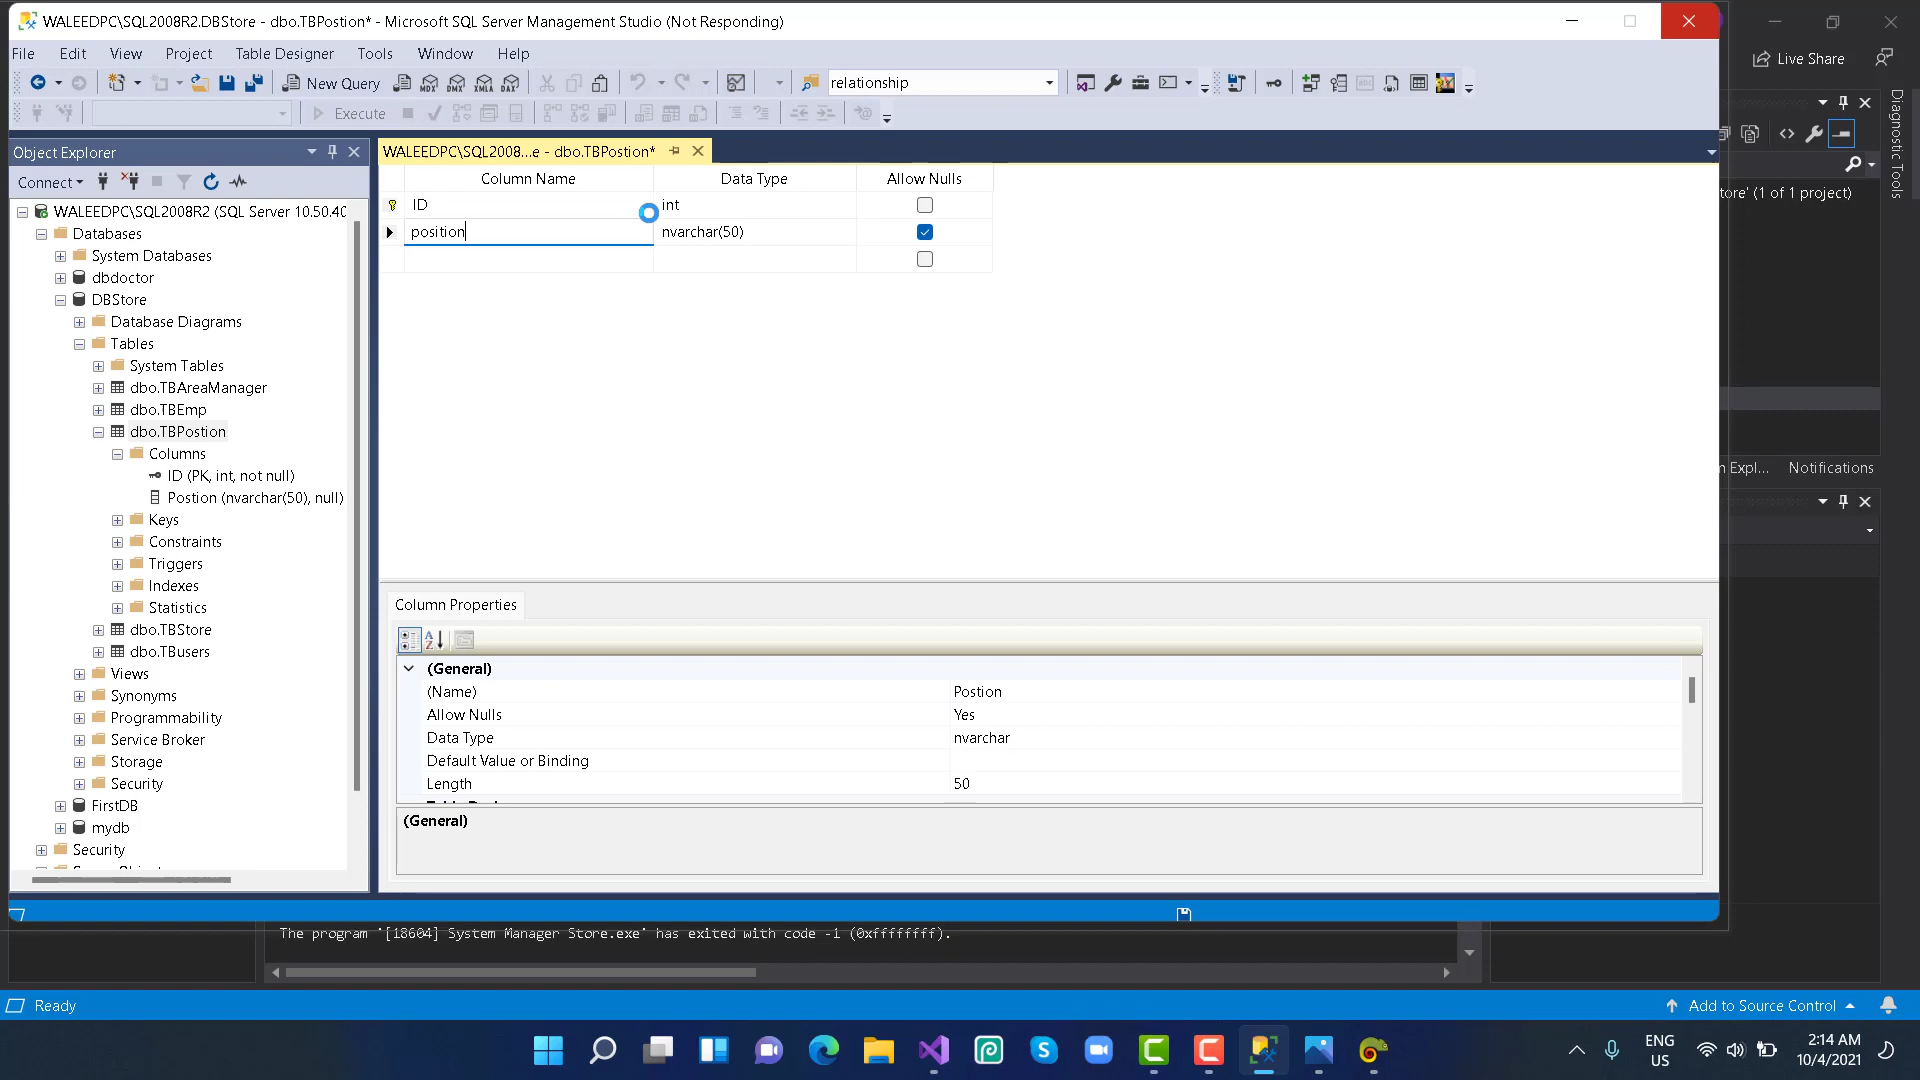 WALEEDPC\SQL2008R2.DBStore - dbo.TBPostion* - Microsoft SQL Server Management Studio (Not Responding)
File Edit View Project Table Designer Tools Window Help
Live Share
New Query
MDX DMX XMLA DAX
relationship
Execute
Object Explorer
WALEEDPC\SQL2008...e - dbo.TBPostion*
Connect
Column Name Data Type Allow Nulls
ID int
position nvarchar(50)
WALEEDPC\SQL2008R2 (SQL Server 10.50.40
Databases
System Databases
dbdoctor
DBStore
Database Diagrams
Tables
System Tables
dbo.TBAreaManager
dbo.TBEmp
dbo.TBPostion
Columns
ID (PK, int, not null)
Postion (nvarchar(50), null)
Keys
Constraints
Triggers
Indexes
Statistics
dbo.TBStore
dbo.TBusers
Views
Synonyms
Programmability
Service Broker
Storage
Security
FirstDB
mydb
Security
Column Properties
(General)
(Name) Postion
Allow Nulls Yes
Data Type nvarchar
Default Value or Binding
Length 50
(General)
tore' (1 of 1 project)
Diagnostic Tools
n Expl... Notifications
The program '[18604] System Manager Store.exe' has exited with code -1 (0xffffffff).
Ready
Add to Source Control
ENG
US
2:14 AM
10/4/2021